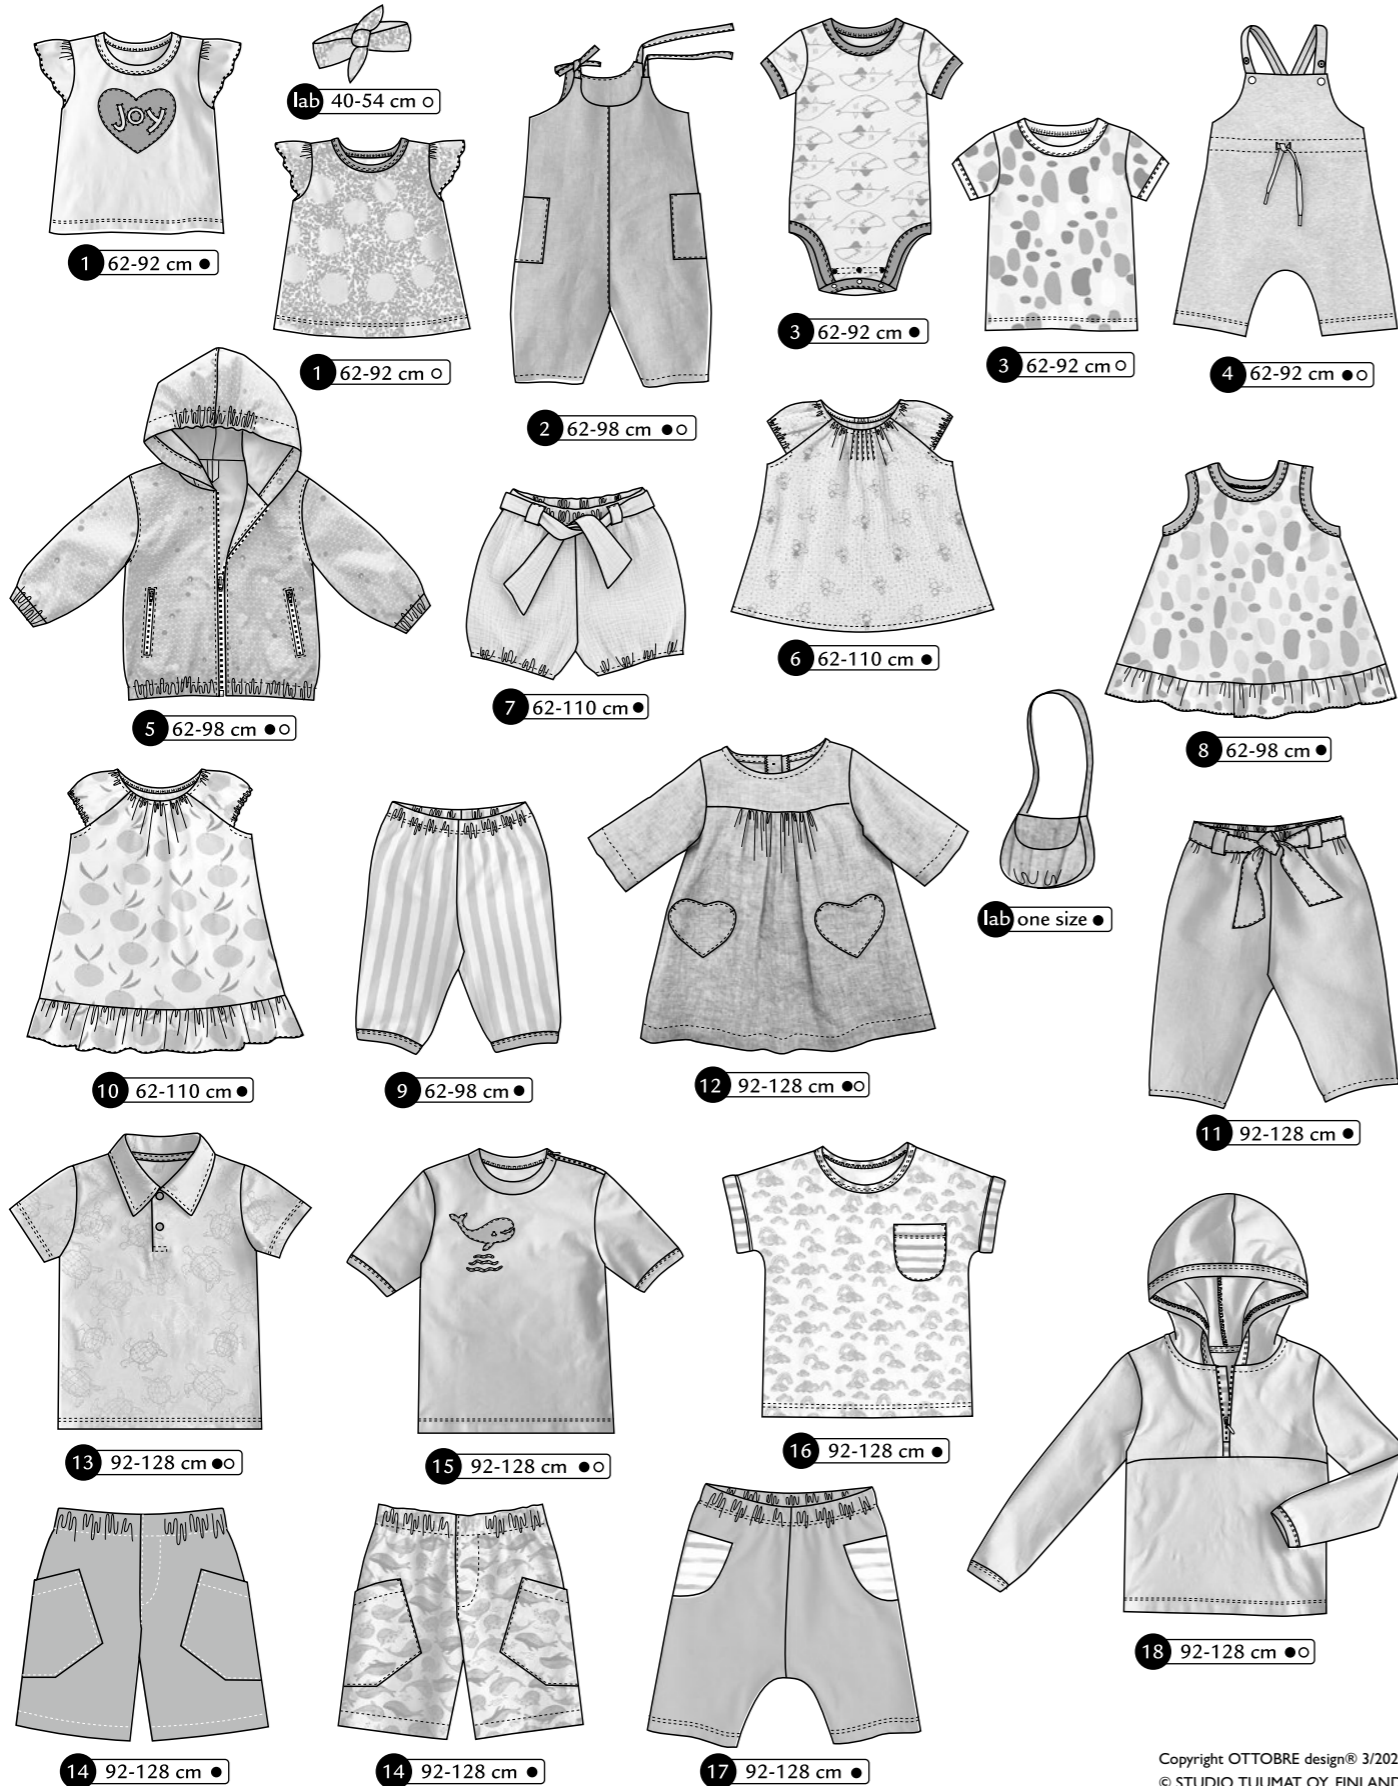 Joy
lab 40-54 cm ○
1 62-92 cm ●
1 62-92 cm ○
2 62-98 cm ●○
3 62-92 cm ●
3 62-92 cm ○
4 62-92 cm ●○
5 62-98 cm ●○
7 62-110 cm ●
6 62-110 cm ●
8 62-98 cm ●
10 62-110 cm ●
9 62-98 cm ●
12 92-128 cm ●○
lab one size ●
11 92-128 cm ●
13 92-128 cm ●○
15 92-128 cm ●○
16 92-128 cm ●
18 92-128 cm ●○
14 92-128 cm ●
14 92-128 cm ●
17 92-128 cm ●
Copyright OTTOBRE design® 3/202
© STUDIO TUUMAT OY, FINLAND